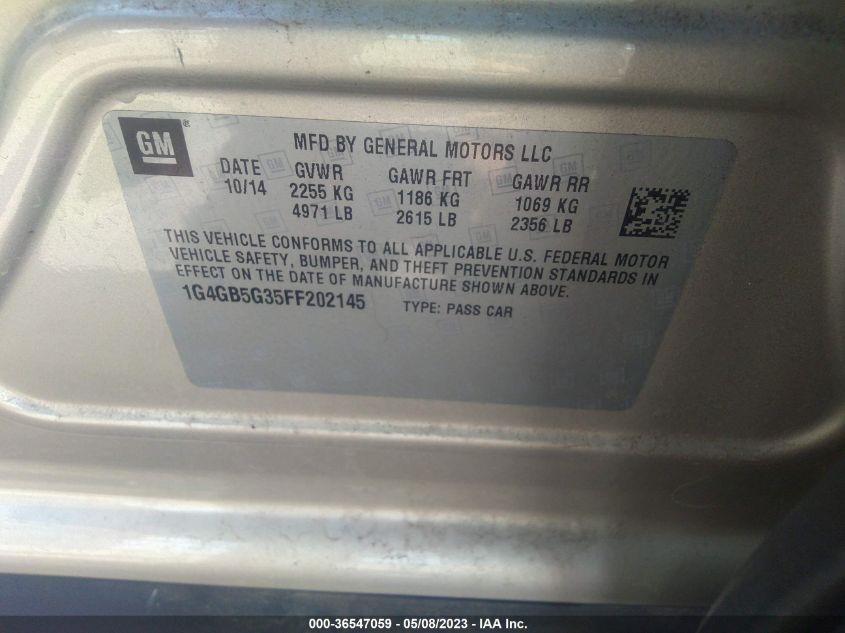 GM ®
MFD BY GENERAL MOTORS LLC
DATE GVWR GAWR FRT GAWR RR
10/14 2255 KG 1186 KG 1069 KG
4971 LB 2615 LB 2356 LB
THIS VEHICLE CONFORMS TO ALL APPLICABLE U.S. FEDERAL MOTOR
VEHICLE SAFETY, BUMPER, AND THEFT PREVENTION STANDARDS IN
EFFECT ON THE DATE OF MANUFACTURE SHOWN ABOVE.
1G4GB5G35FF202145 TYPE: PASS CAR
000-36547059 - 05/08/2023 - IAA Inc.